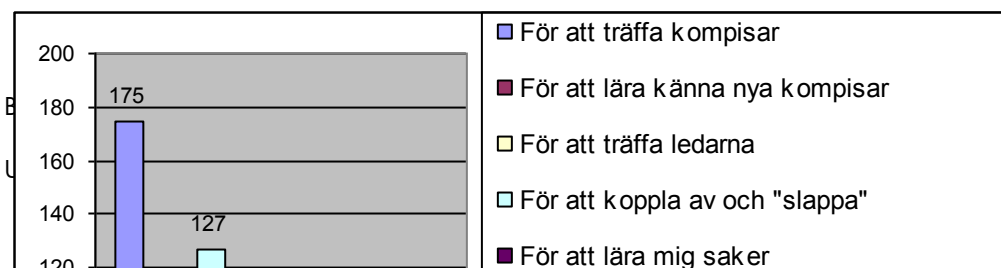 För att träffa kompisar
200
För att lära känna nya kompisar
175
180
För att träffa ledarna
160
För att koppla av och "slappa"
140
127
För att lära mig saker